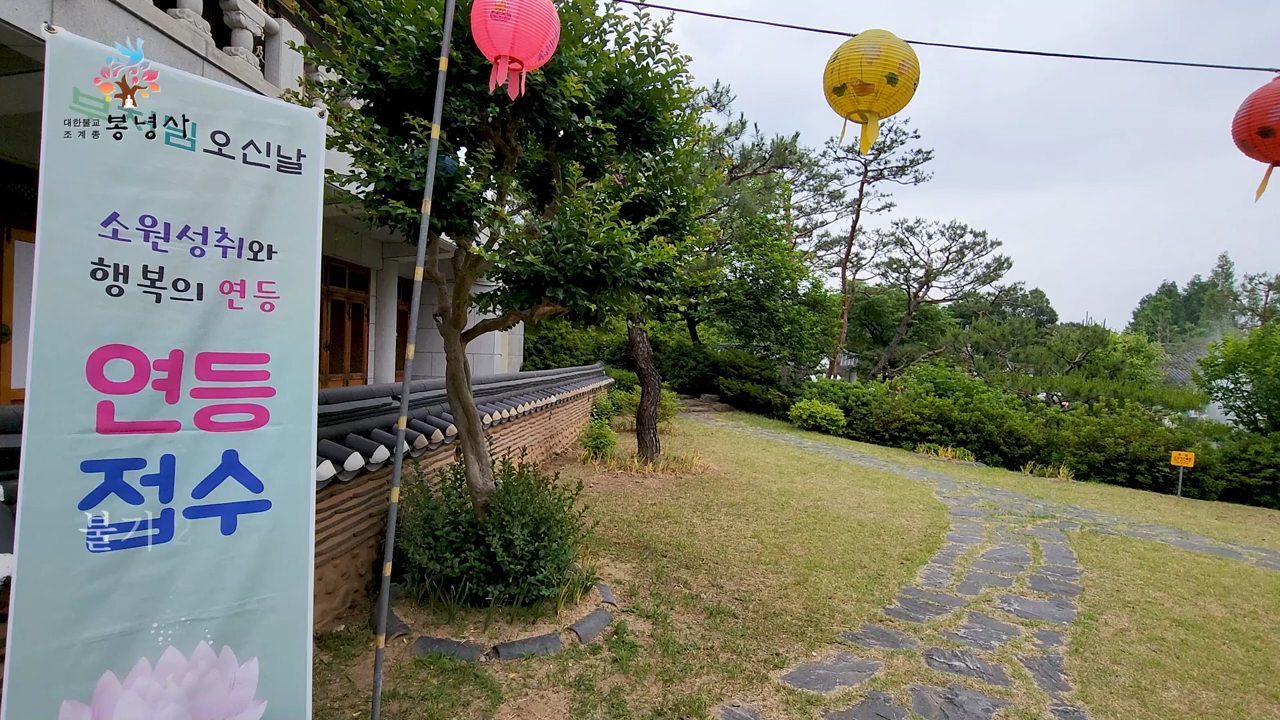 대한불교
조계종
봉녕사
오신날
소원성취와
행복의 연등
연등
접수